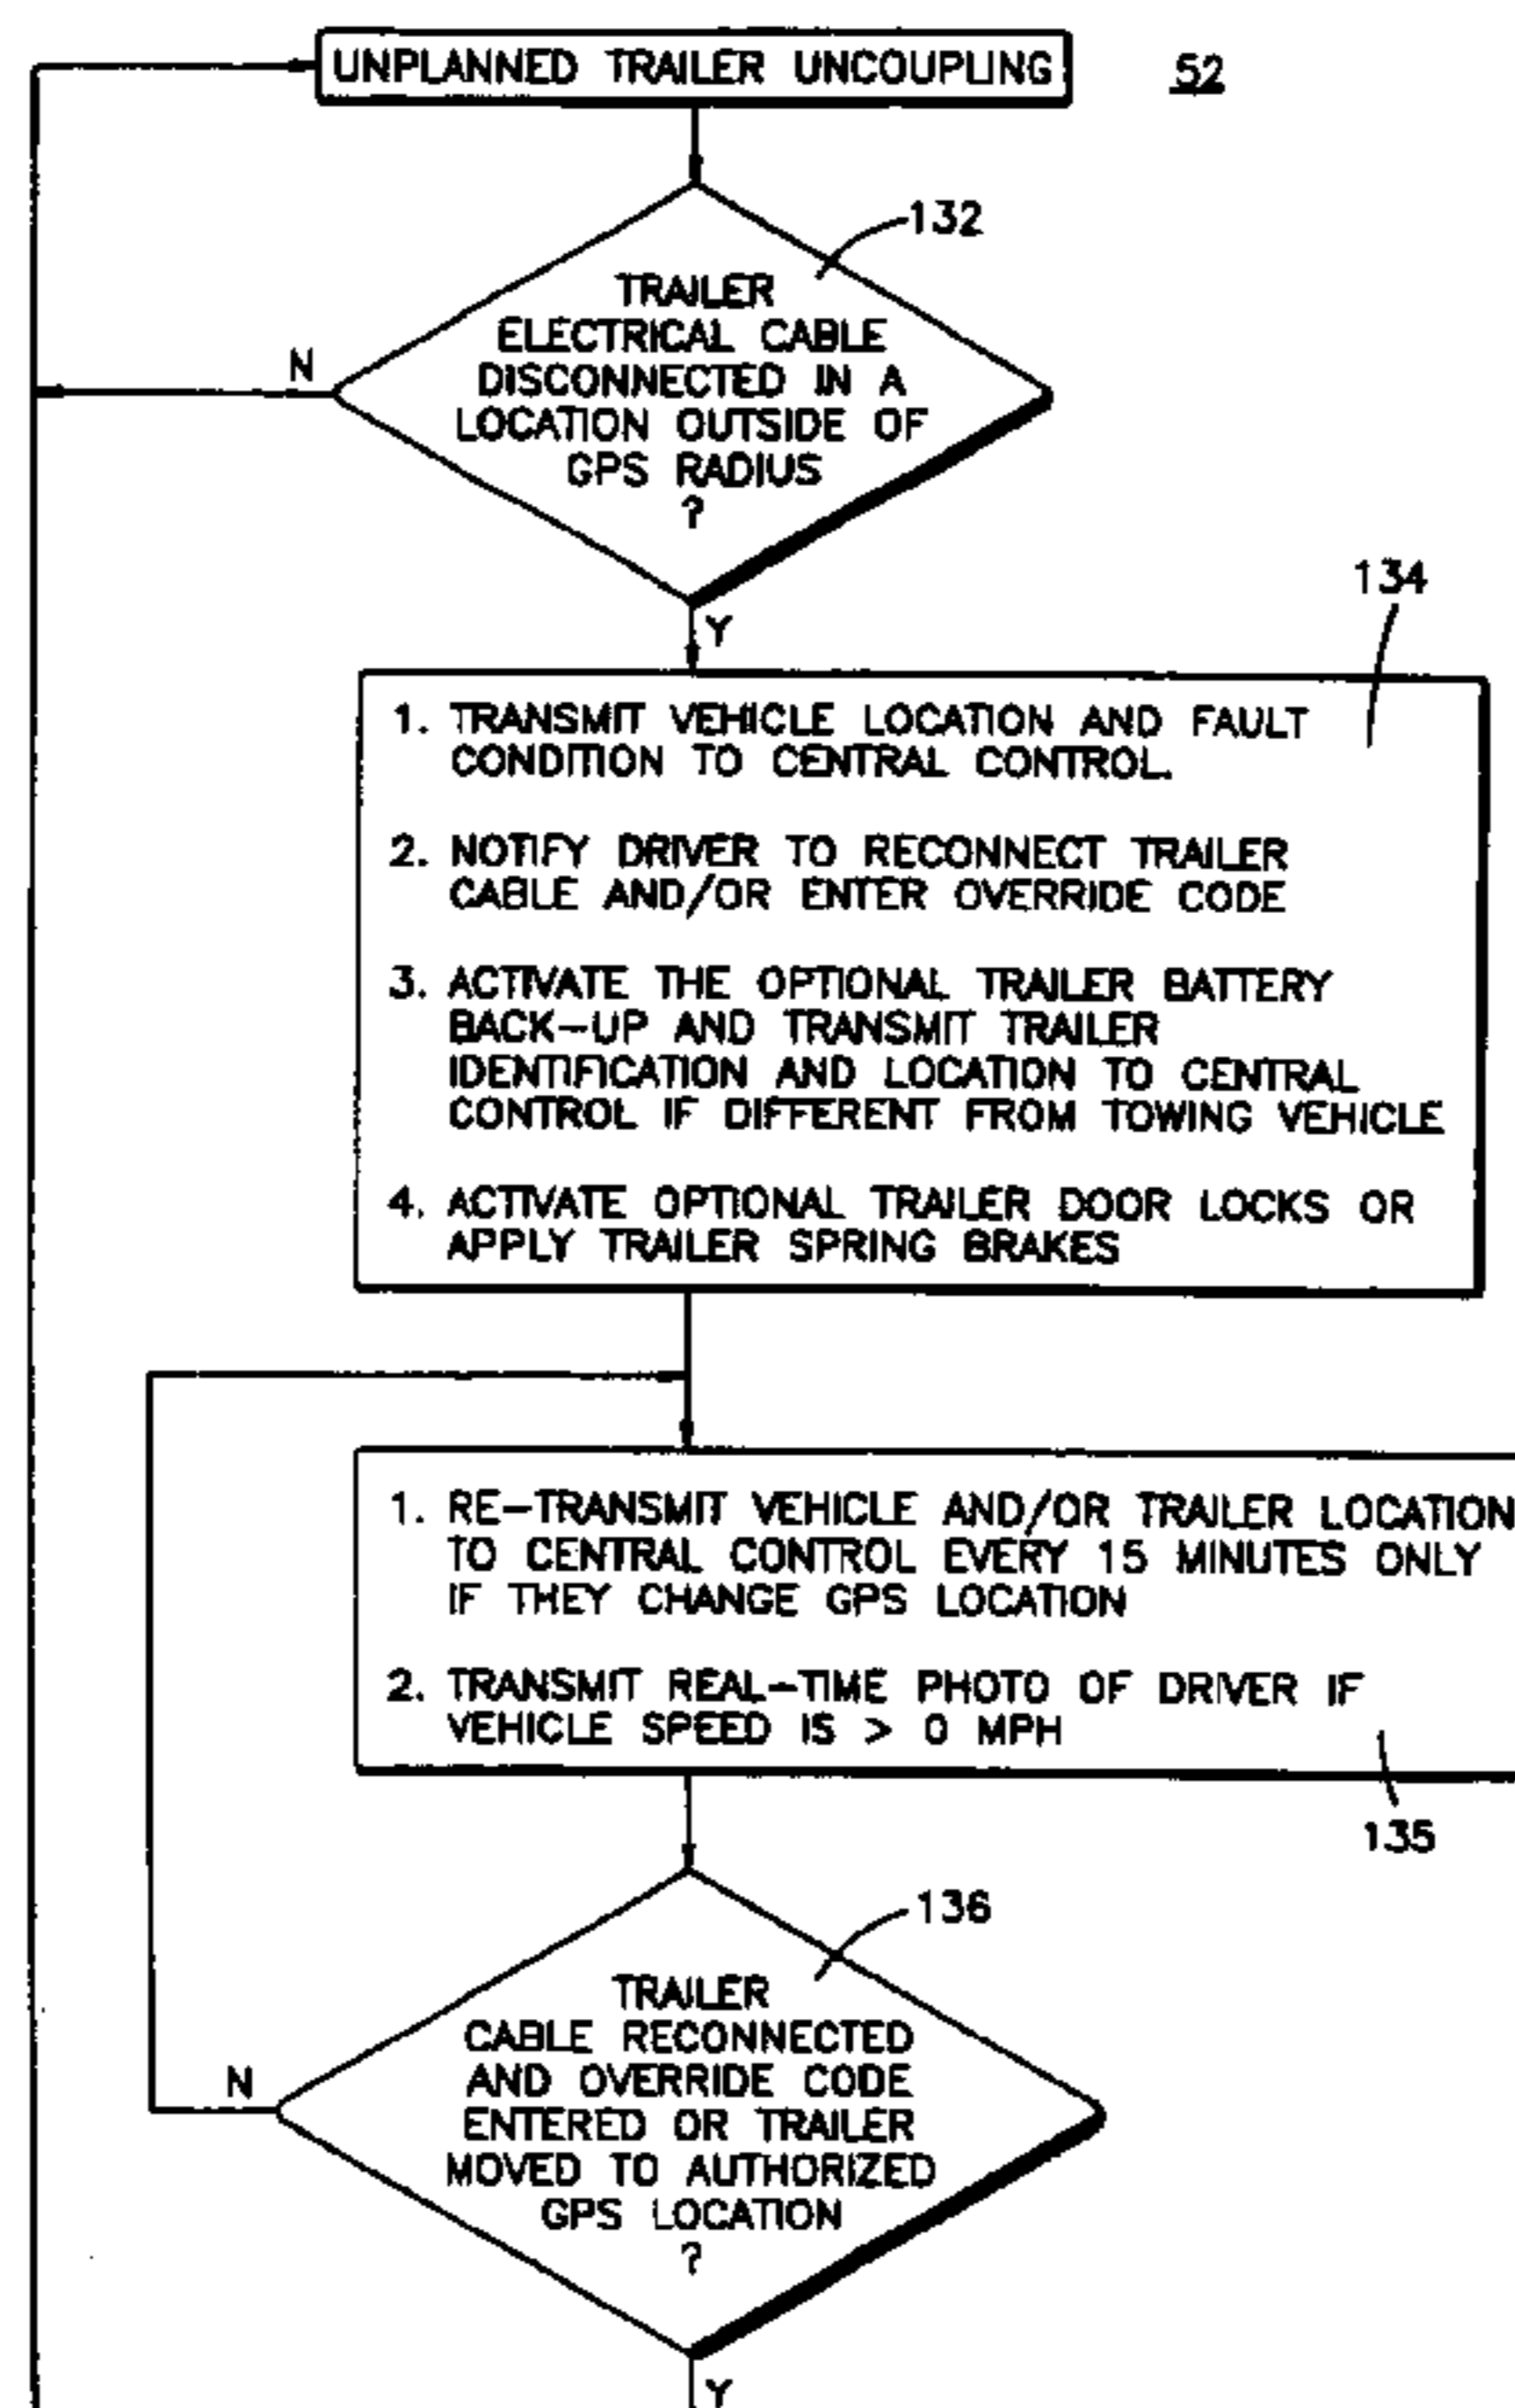 UNPLANNED TRAILER UNCOUPLING
52
132
TRAILER
ELECTRICAL CABLE
DISCONNECTED IN A
LOCATION OUTSIDE OF
GPS RADIUS
?
N
Y
134
1. TRANSMIT VEHICLE LOCATION AND FAULT
CONDITION TO CENTRAL CONTROL.
2. NOTIFY DRIVER TO RECONNECT TRAILER
CABLE AND/OR ENTER OVERRIDE CODE
3. ACTIVATE THE OPTIONAL TRAILER BATTERY
BACK-UP AND TRANSMIT TRAILER
IDENTIFICATION AND LOCATION TO CENTRAL
CONTROL IF DIFFERENT FROM TOWING VEHICLE
4. ACTIVATE OPTIONAL TRAILER DOOR LOCKS OR
APPLY TRAILER SPRING BRAKES
1. RE-TRANSMIT VEHICLE AND/OR TRAILER LOCATION
TO CENTRAL CONTROL EVERY 15 MINUTES ONLY
IF THEY CHANGE GPS LOCATION
2. TRANSMIT REAL-TIME PHOTO OF DRIVER IF
VEHICLE SPEED IS > 0 MPH
135
136
TRAILER
CABLE RECONNECTED
AND OVERRIDE CODE
ENTERED OR TRAILER
MOVED TO AUTHORIZED
GPS LOCATION
?
N
Y